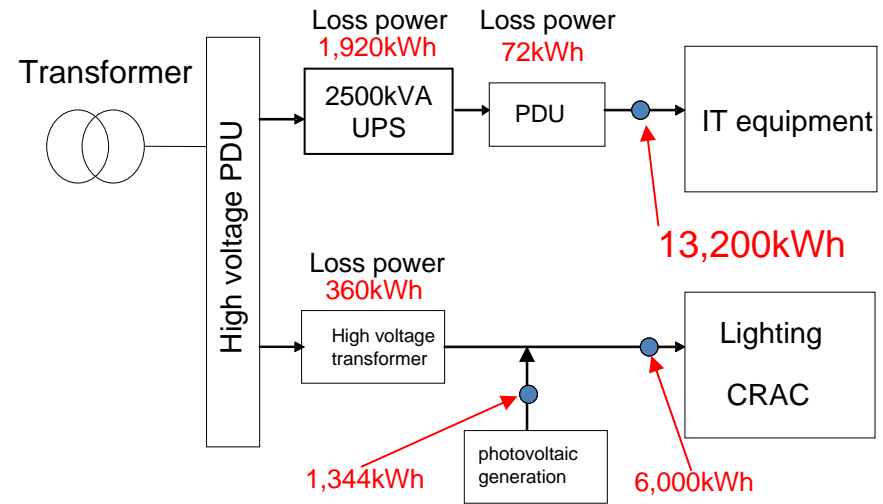 Transformer
High voltage PDU
Loss power
1,920kWh
2500kVA
UPS
Loss power
72kWh
PDU
IT equipment
13,200kWh
Loss power
360kWh
High voltage
transformer
Lighting
CRAC
1,344kWh
photovoltaic
generation
6,000kWh